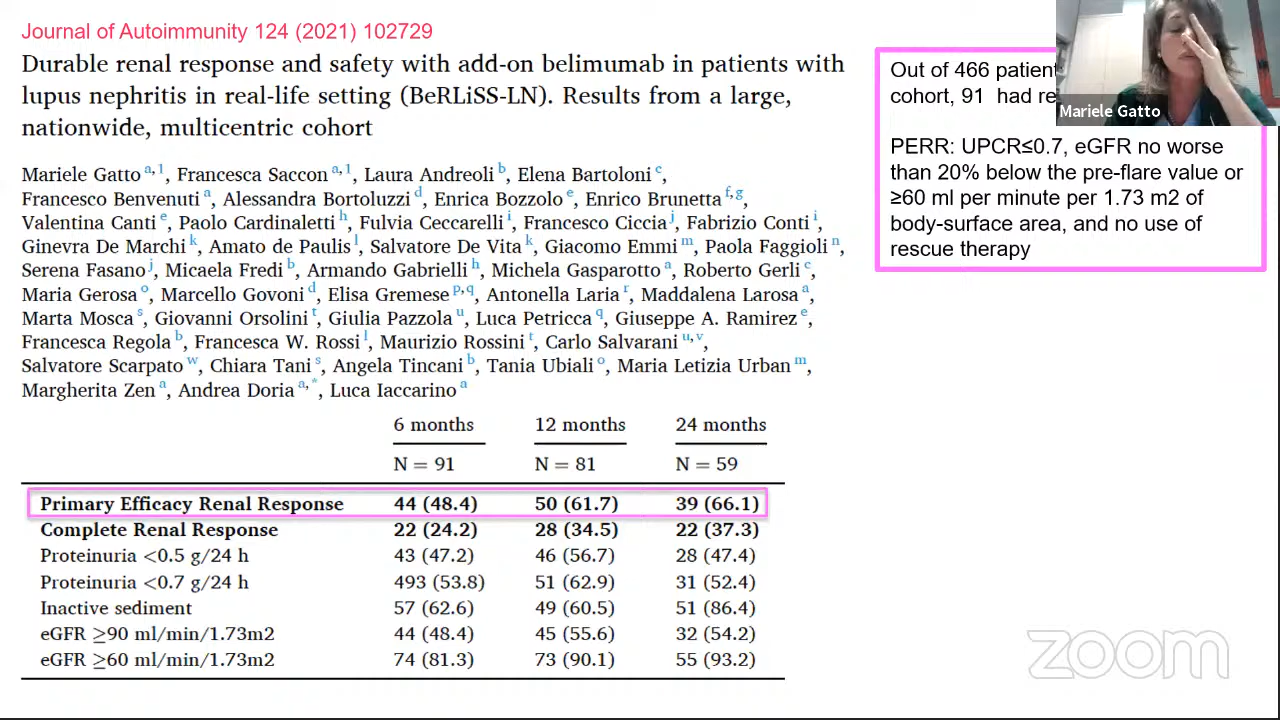 Journal of Autoimmunity 124 (2021) 102729
Durable renal response and safety with add-on belimumab in patients with
lupus nephritis in real-life setting (BeRLiSS-LN). Results from a large,
nationwide, multicentric cohort
Mariele Gatto a,1, Francesca Saccon a,1, Laura Andreoli b, Elena Bartoloni c,
Francesco Benvenuti a, Alessandra Bortoluzzi d, Enrica Bozzolo e, Enrico Brunetta f,g,
Valentina Canti e, Paolo Cardinaletti h, Fulvia Ceccarelli i, Francesco Ciccia j, Fabrizio Conti i,
Ginevra De Marchi k, Amato de Paulis l, Salvatore De Vita k, Giacomo Emmi m, Paola Faggioli n,
Serena Fasano j, Micaela Fredi b, Armando Gabrielli h, Michela Gasparotto a, Roberto Gerli c,
Maria Gerosa o, Marcello Govoni d, Elisa Gremese p,q, Antonella Laria r, Maddalena Larosa a,
Marta Mosca s, Giovanni Orsolini t, Giulia Pazzola u, Luca Petricca q, Giuseppe A. Ramirez e,
Francesca Regola b, Francesca W. Rossi l, Maurizio Rossini t, Carlo Salvarani u,v,
Salvatore Scarpato w, Chiara Tani s, Angela Tincani b, Tania Ubiali o, Maria Letizia Urban m,
Margherita Zen a, Andrea Doria a,*, Luca Iaccarino a
6 months 12 months 24 months
N = 91 N = 81 N = 59
Primary Efficacy Renal Response 44 (48.4) 50 (61.7) 39 (66.1)
Complete Renal Response 22 (24.2) 28 (34.5) 22 (37.3)
Proteinuria <0.5 g/24 h 43 (47.2) 46 (56.7) 28 (47.4)
Proteinuria <0.7 g/24 h 493 (53.8) 51 (62.9) 31 (52.4)
Inactive sediment 57 (62.6) 49 (60.5) 51 (86.4)
eGFR ≥90 ml/min/1.73m2 44 (48.4) 45 (55.6) 32 (54.2)
eGFR ≥60 ml/min/1.73m2 74 (81.3) 73 (90.1) 55 (93.2)
Out of 466
cohort, 91 had
PERR: UPCR≤0.7, eGFR no worse
than 20% below the pre-flare value or
≥60 ml per minute per 1.73 m2 of
body-surface area, and no use of
rescue therapy
Mariele Gatto
zoom